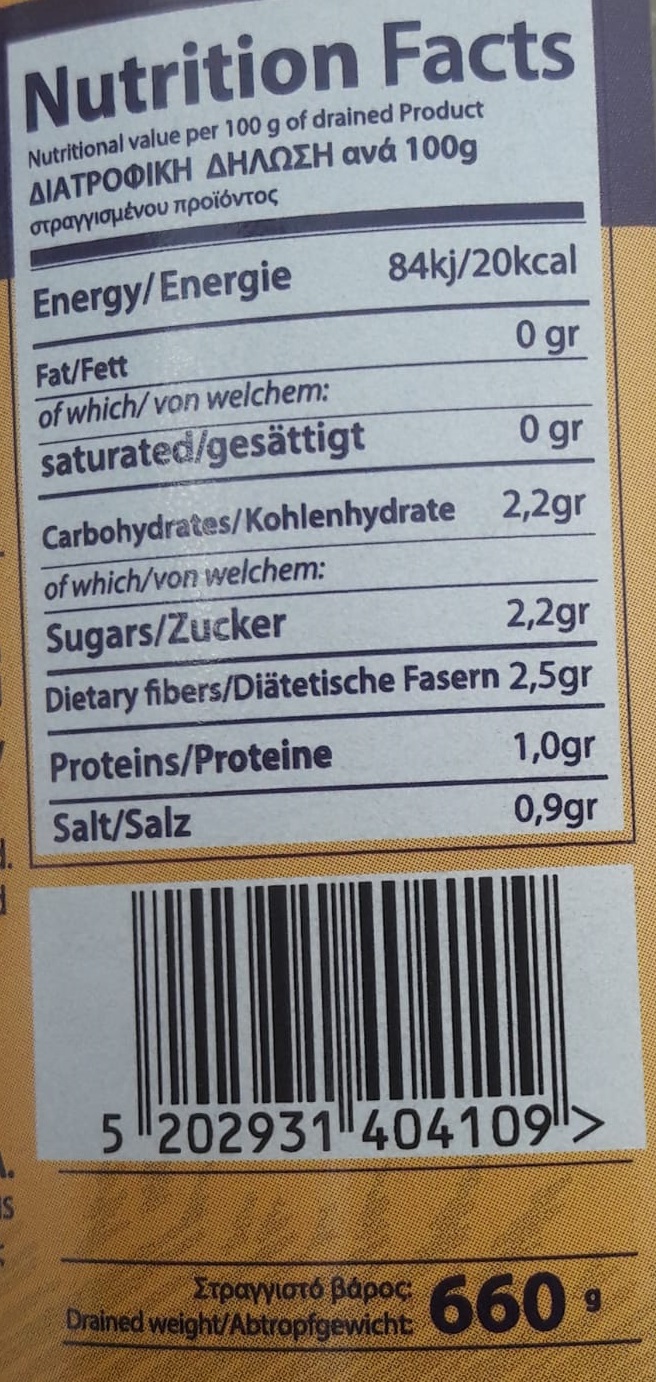 Nutrition Facts
Nutritional value per 100 g of drained Product
ΔΙΑΤΡΟΦΙΚΗ ΔΗΛΩΣΗ ανά 100g
στραγγισμένου προϊόντος
Energy/Energie 84kj/20kcal
Fat/Fett 0 gr
of which/von welchem:
saturated/gesättigt 0 gr
Carbohydrates/Kohlenhydrate 2,2gr
of which/von welchem:
Sugars/Zucker 2,2gr
Dietary fibers/Diätetische Fasern 2,5gr
Proteins/Proteine 1,0gr
Salt/Salz 0,9gr
5 202931 404109 >
Στραγγιστό βάρος:
Drained weight/Abtropfgewicht: 660 g